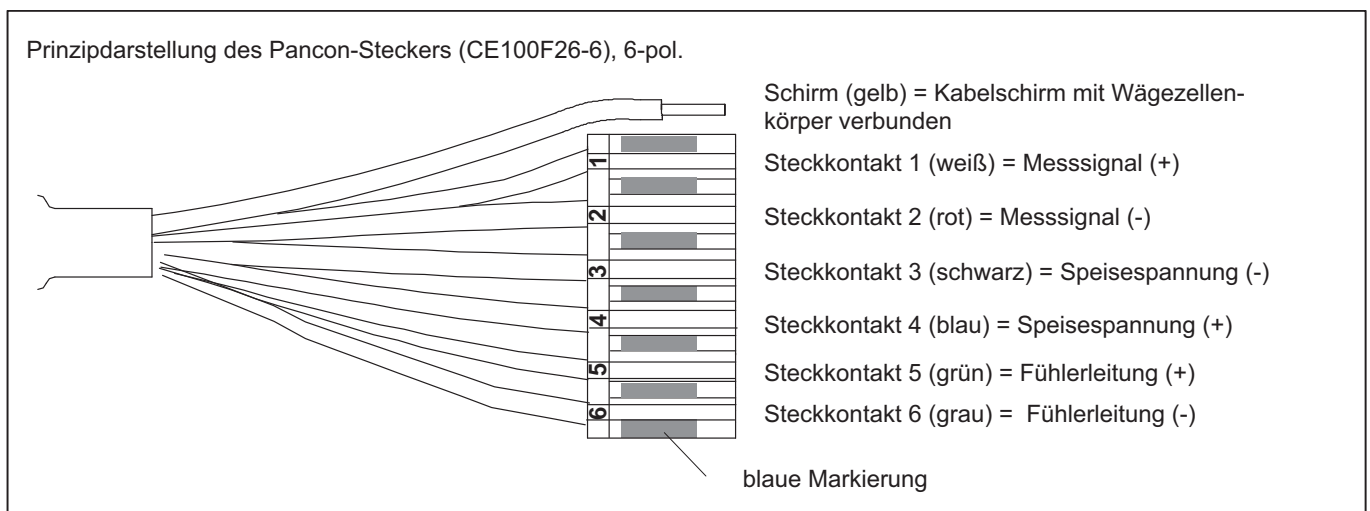 Prinzipdarstellung des Pancon-Steckers (CE100F26-6), 6-pol.
Schirm (gelb) = Kabelschirm mit Wägezellen-
körper verbunden
1
Steckkontakt 1 (weiß) = Messsignal (+)
2
Steckkontakt 2 (rot) = Messsignal (-)
3
Steckkontakt 3 (schwarz) = Speisespannung (-)
4
Steckkontakt 4 (blau) = Speisespannung (+)
5
Steckkontakt 5 (grün) = Fühlerleitung (+)
6
Steckkontakt 6 (grau) = Fühlerleitung (-)
blaue Markierung